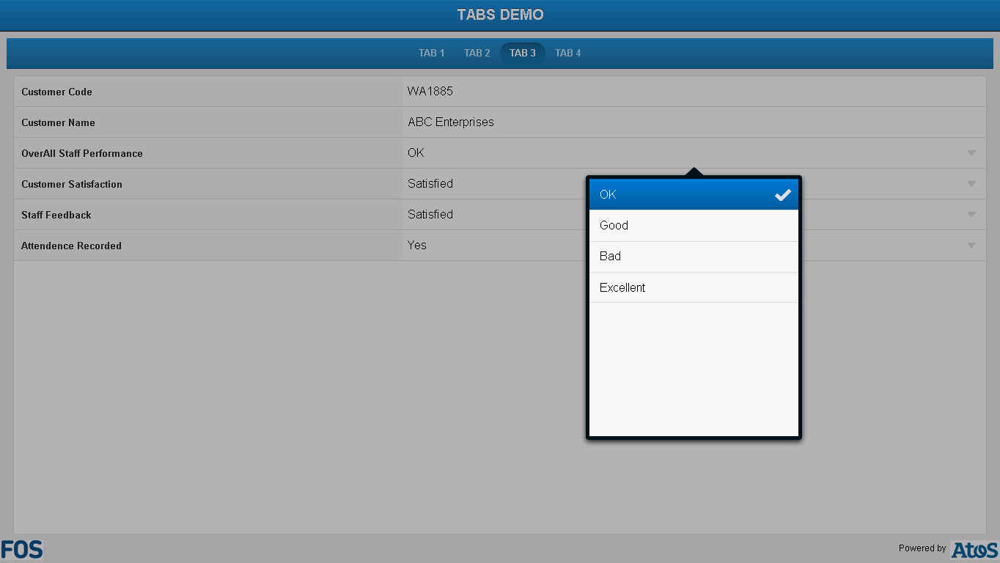 TABS DEMO
TAB 1 TAB 2 TAB 3 TAB 4
Customer Code WA1885
Customer Name ABC Enterprises
OverAll Staff Performance OK
Customer Satisfaction Satisfied
Staff Feedback Satisfied
Attendence Recorded Yes
OK
Good
Bad
Excellent
FOS Powered by Atos